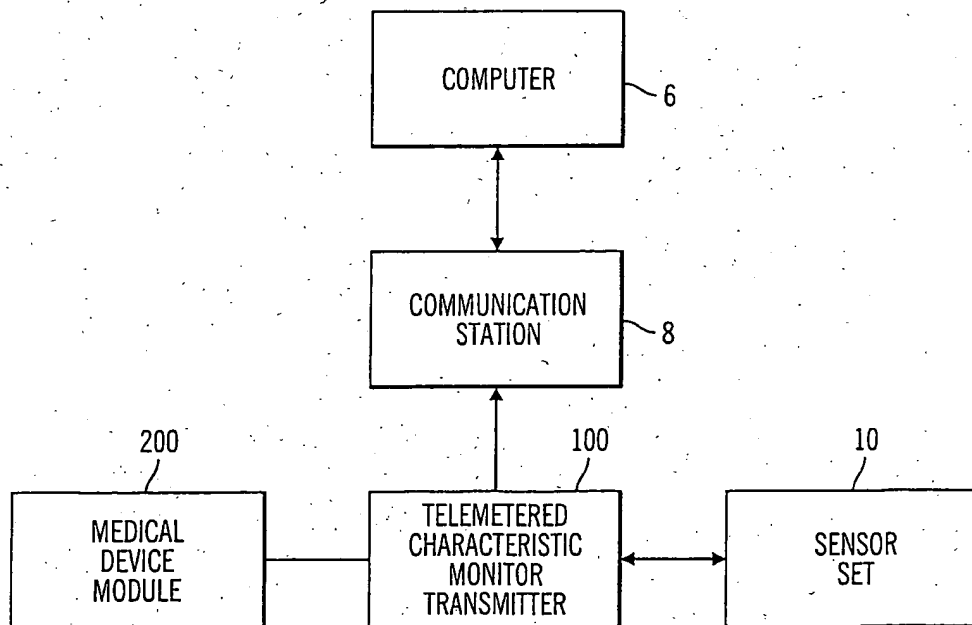 COMPUTER
6
COMMUNICATION
STATION
8
200
100
10
MEDICAL
DEVICE
MODULE
TELEMETERED
CHARACTERISTIC
MONITOR
TRANSMITTER
SENSOR
SET